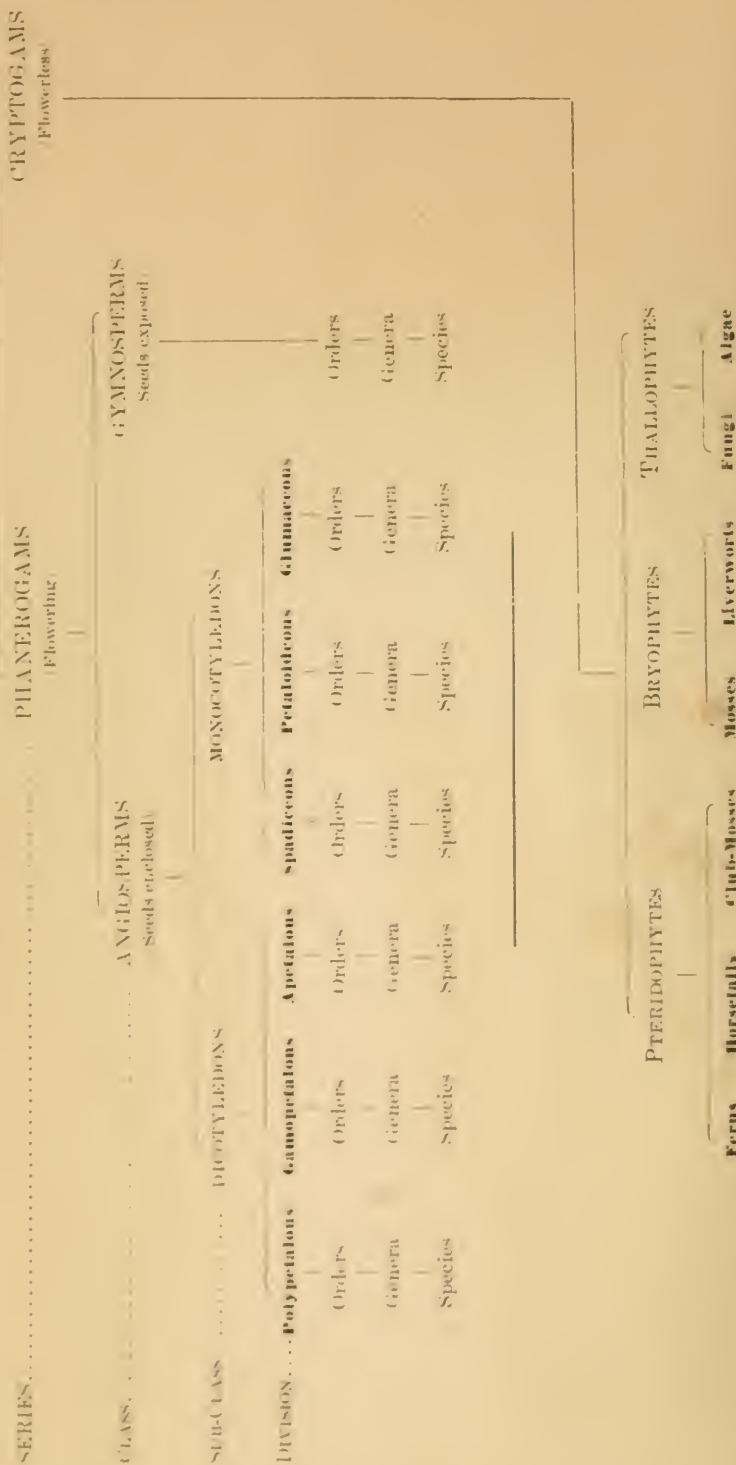 SERIES PHANEROGAMS CRYPTOGAMS
(Flowering) (Flowerless)
CLASS ANGIOSPERMS GYMNOSPERMS
Seeds enclosed) Seeds exposed)
SUB-CLASS DICOTYLEDONS MONOCOTYLEDONS
DIVISION Polypetalous Gamopetalous Apetalous Spadiceous Petaloideous Glumaceous
Orders Orders Orders Orders Orders Orders Orders
Genera Genera Genera Genera Genera Genera Genera
Species Species Species Species Species Species Species
PTERIDOPHYTES BRYOPHYTES THALLOPHYTES
Ferns Horsetails Club-Mosses Mosses Liverworts Fungi Algae